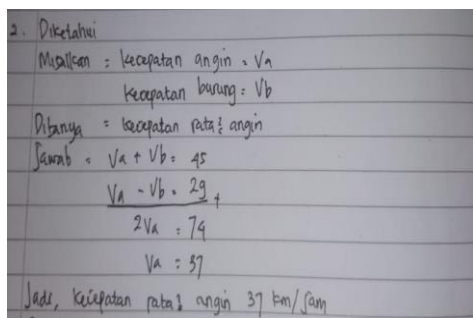 2. Diketahui
Misalkan : kecepatan angin = Va
kecepatan burung = Vb
Ditanya = kecepatan rata² angin
Jawab = Va + Vb = 45
Va - Vb = 29 +
2Va = 74
Va = 37
Jadi, kecepatan rata² angin 37 km/jam